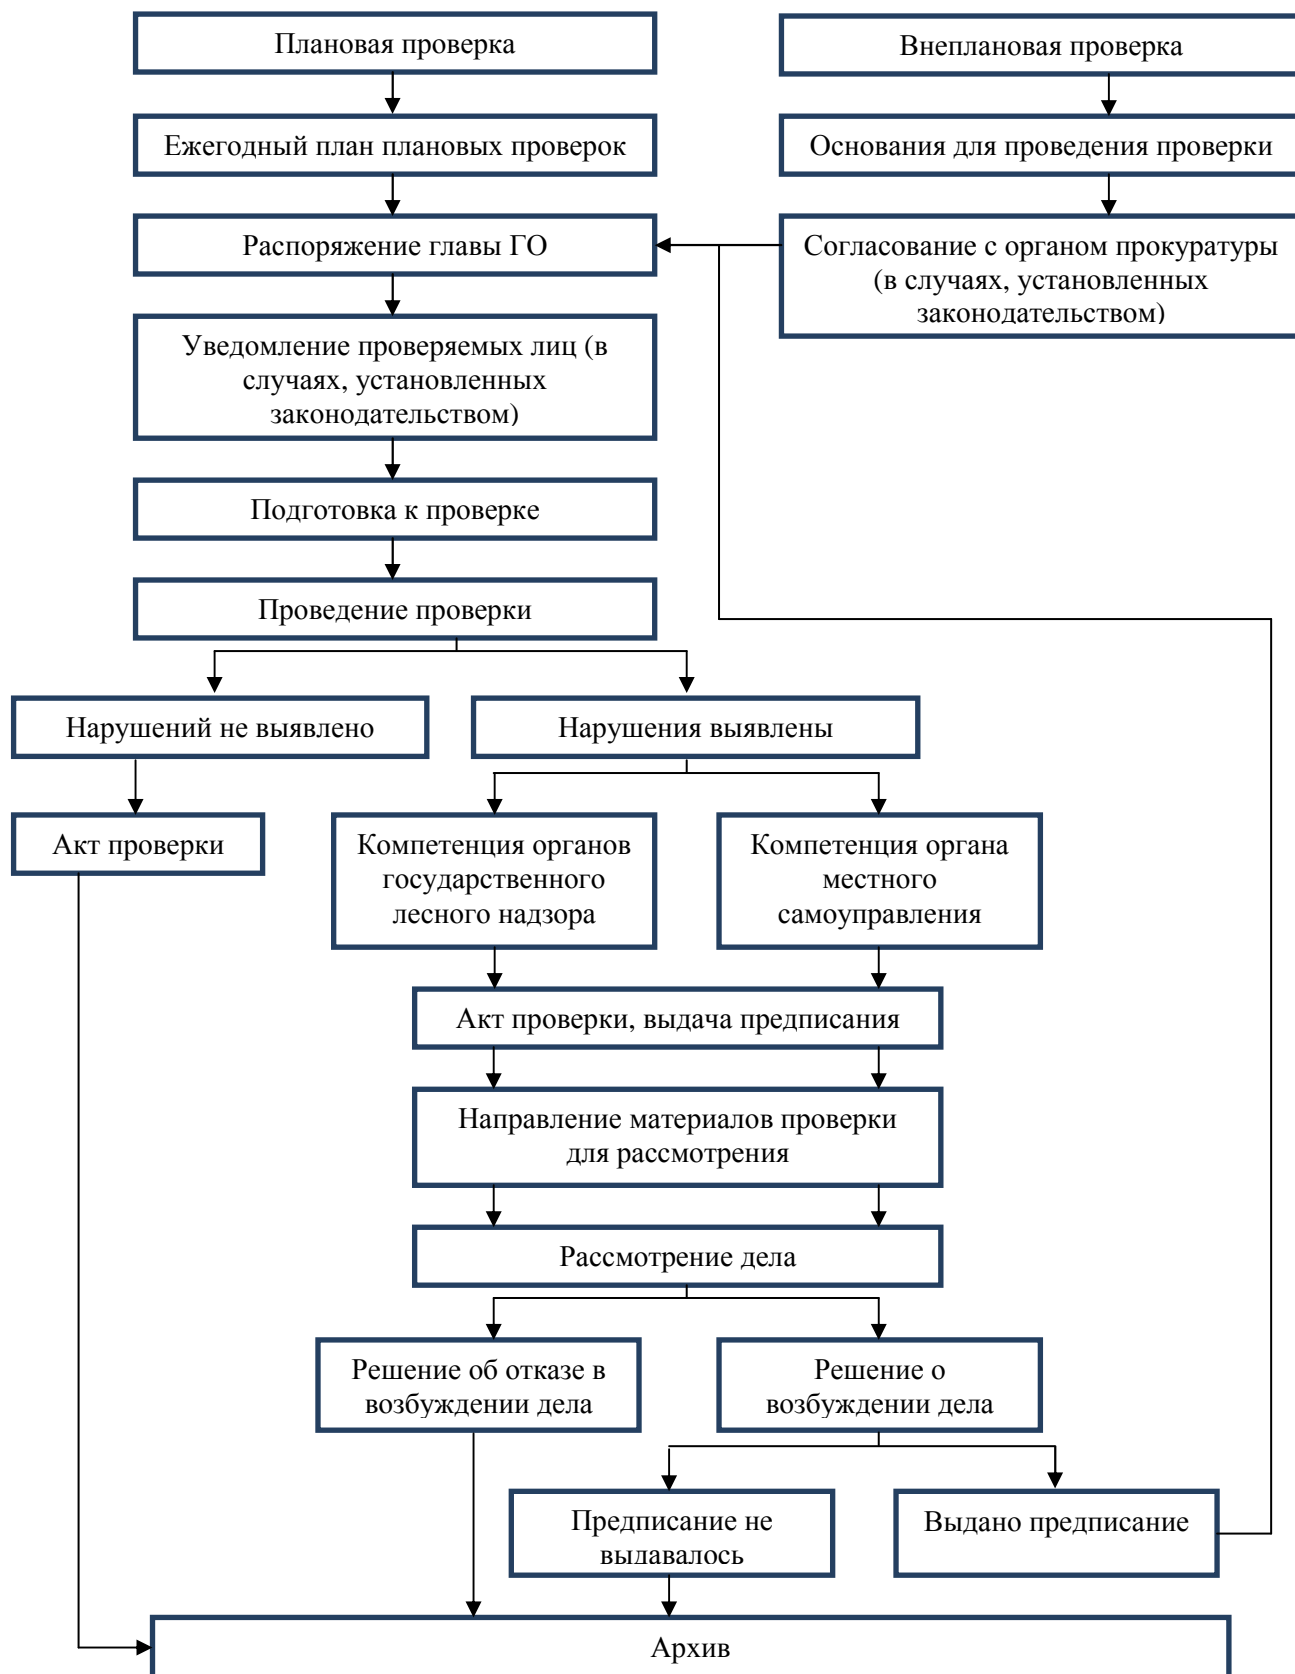 Плановая проверка
Внеплановая проверка
Ежегодный план плановых проверок
Основания для проведения проверки
Распоряжение главы ГО
Согласование с органом прокуратуры
(в случаях, установленных
законодательством)
Уведомление проверяемых лиц (в
случаях, установленных
законодательством)
Подготовка к проверке
Проведение проверки
Нарушений не выявлено
Нарушения выявлены
Акт проверки
Компетенция органов
государственного
лесного надзора
Компетенция органа
местного
самоуправления
Акт проверки, выдача предписания
Направление материалов проверки
для рассмотрения
Рассмотрение дела
Решение об отказе в
возбуждении дела
Решение о
возбуждении дела
Предписание не
выдавалось
Выдано предписание
Архив